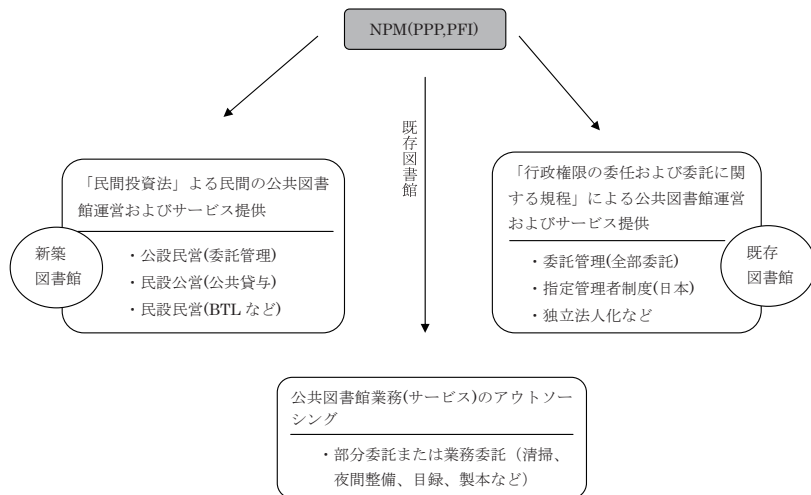 NPM(PPP,PFI)
既存図書館
「民間投資法」よる民間の公共図書
館運営およびサービス提供
・公設民営(委託管理)
・民設公営(公共貸与)
・民設民営(BTL など)
新築
図書館
「行政権限の委任および委託に関
する規程」による公共図書館運営
およびサービス提供
・委託管理(全部委託)
・指定管理者制度(日本)
・独立法人化など
既存
図書館
公共図書館業務(サービス)のアウトソー
シング
・部分委託または業務委託（清掃、
夜間整備、目録、製本など）